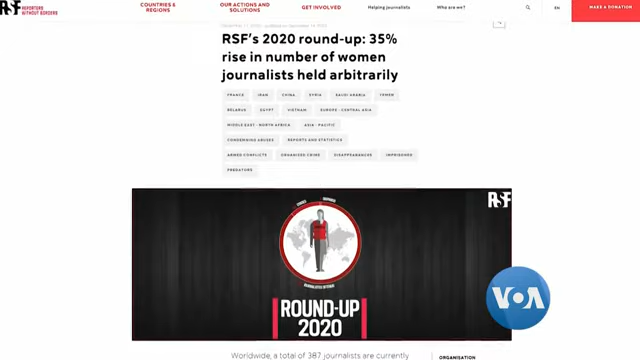 RSF REPORTERS
WITHOUT BORDERS
COUNTRIES &
REGIONS
OUR ACTIONS AND
SOLUTIONS
GET INVOLVED
Helping journalists
Who are we?
EN
MAKE A DONATION
RSF's 2020 round-up: 35%
rise in number of women
journalists held arbitrarily
FRANCE IRAN CHINA SYRIA SAUDI ARABIA YEMEN
BELARUS EGYPT VIETNAM EUROPE - CENTRAL ASIA
MIDDLE EAST - NORTH AFRICA ASIA - PACIFIC
CONDEMNING ABUSES REPORTS AND STATISTICS
ARMED CONFLICTS ORGANISED CRIME DISAPPEARANCES IMPRISONED
PREDATORS
RSF
ROUND-UP
2020
VOA
Worldwide, a total of 387 journalists are currently
ORGANISATION